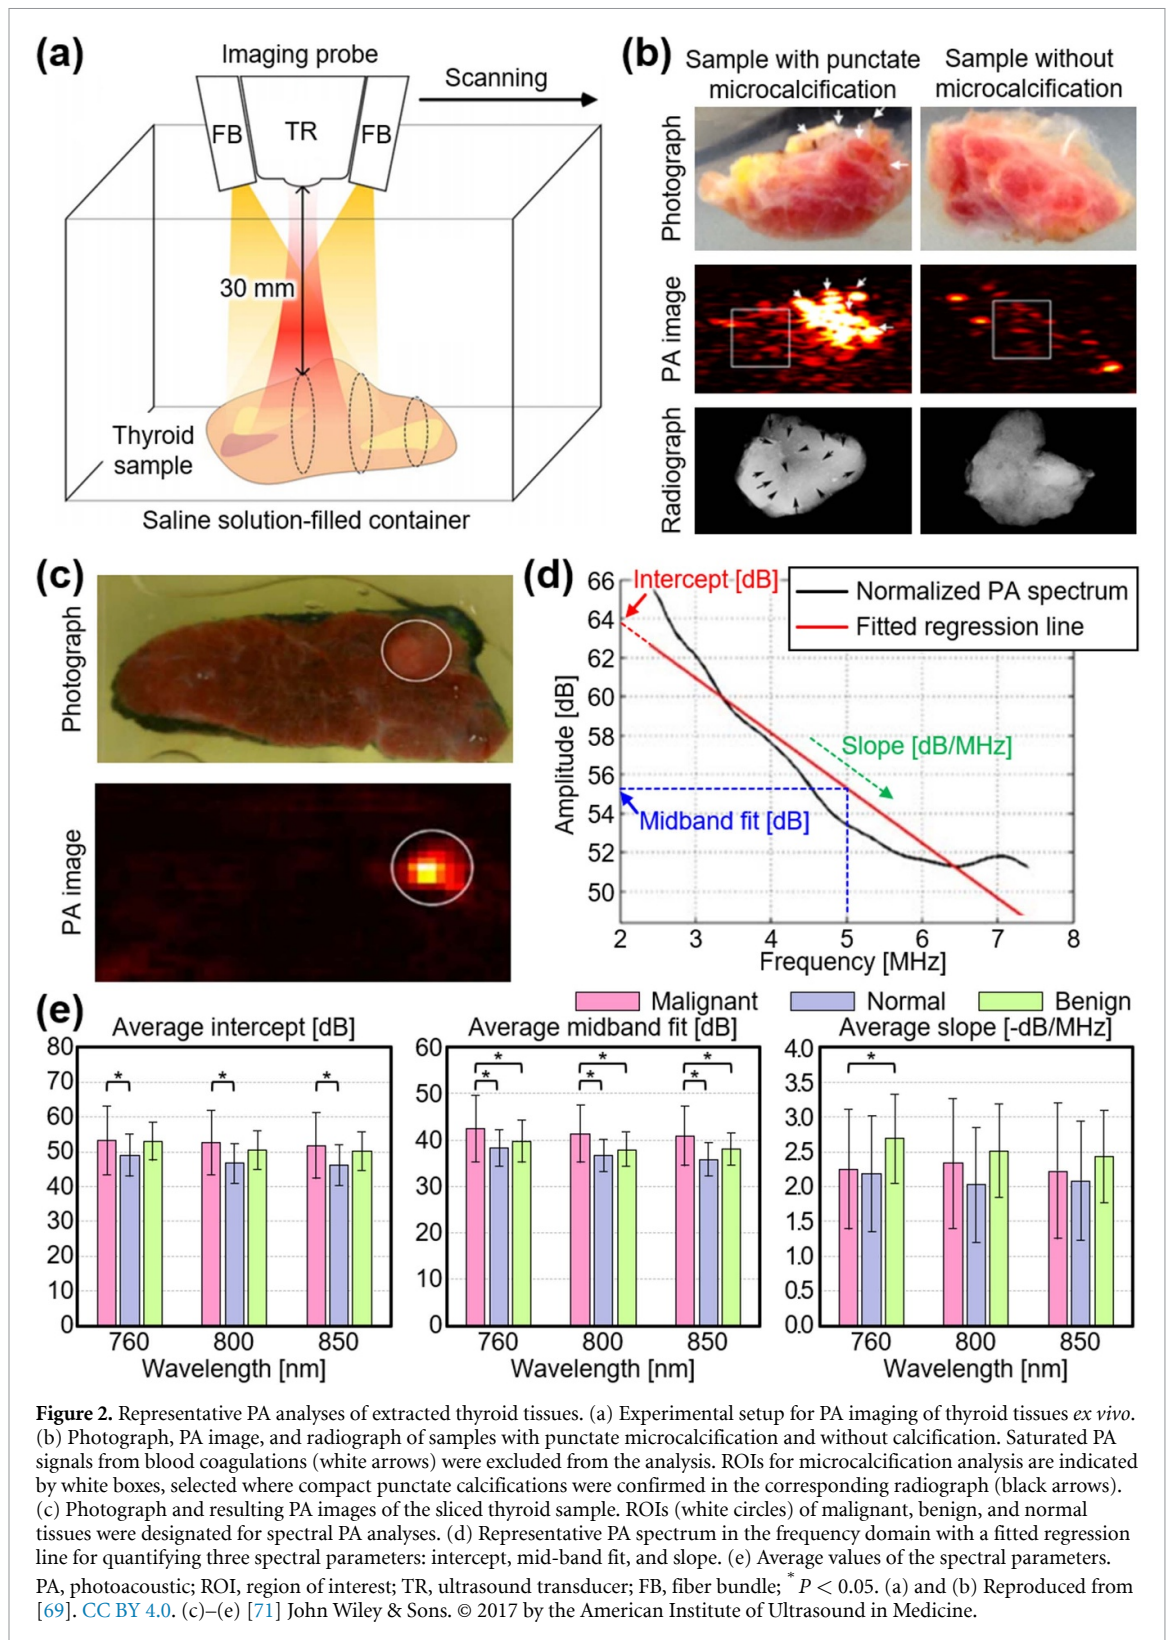 (a)
Imaging probe
Scanning
FB
TR
FB
30 mm
Thyroid
sample
Saline solution-filled container
(b)
Sample with punctate
microcalcification
Sample without
microcalcification
Photograph
PA image
Radiograph
(c)
Photograph
PA image
(d)
66
64
62
60
58
56
54
52
50
Amplitude [dB]
Intercept [dB]
Normalized PA spectrum
Fitted regression line
Slope [dB/MHz]
Midband fit [dB]
2 3 4 5 6 7 8
Frequency [MHz]
(e)
Malignant Normal Benign
Average intercept [dB]
80
70
60
50
40
30
20
10
0
* * *
760 800 850
Wavelength [nm]
Average midband fit [dB]
60
50
40
30
20
10
0
* * *
* * *
760 800 850
Wavelength [nm]
Average slope [-dB/MHz]
4.0
3.5
3.0
2.5
2.0
1.5
1.0
0.5
0.0
*
760 800 850
Wavelength [nm]
Figure 2. Representative PA analyses of extracted thyroid tissues. (a) Experimental setup for PA imaging of thyroid tissues ex vivo.
(b) Photograph, PA image, and radiograph of samples with punctate microcalcification and without calcification. Saturated PA
signals from blood coagulations (white arrows) were excluded from the analysis. ROIs for microcalcification analysis are indicated
by white boxes, selected where compact punctate calcifications were confirmed in the corresponding radiograph (black arrows).
(c) Photograph and resulting PA images of the sliced thyroid sample. ROIs (white circles) of malignant, benign, and normal
tissues were designated for spectral PA analyses. (d) Representative PA spectrum in the frequency domain with a fitted regression
line for quantifying three spectral parameters: intercept, mid-band fit, and slope. (e) Average values of the spectral parameters.
PA, photoacoustic; ROI, region of interest; TR, ultrasound transducer; FB, fiber bundle; * P < 0.05. (a) and (b) Reproduced from
[69]. CC BY 4.0. (c)–(e) [71] John Wiley & Sons. © 2017 by the American Institute of Ultrasound in Medicine.